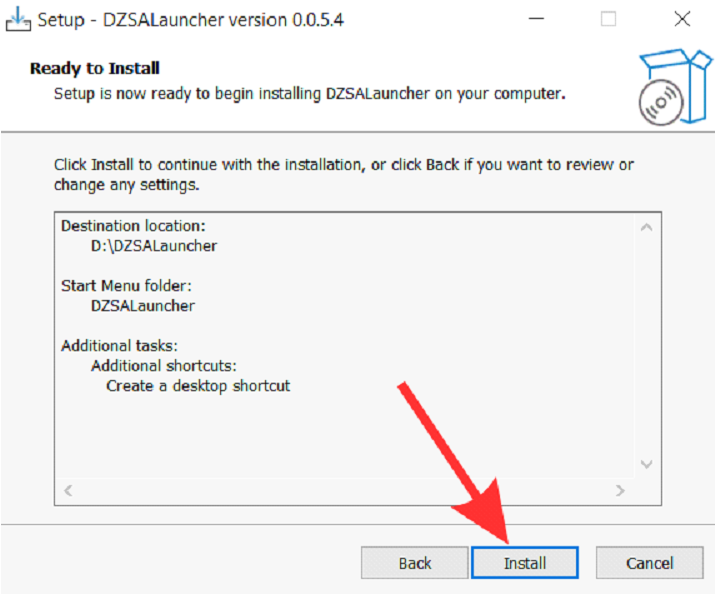 Setup - DZSALauncher version 0.0.5.4
Ready to Install
Setup is now ready to begin installing DZSALauncher on your computer.
Click Install to continue with the installation, or click Back if you want to review or
change any settings.
Destination location:
D:\DZSALauncher
Start Menu folder:
DZSALauncher
Additional tasks:
Additional shortcuts:
Create a desktop shortcut
Back Install Cancel